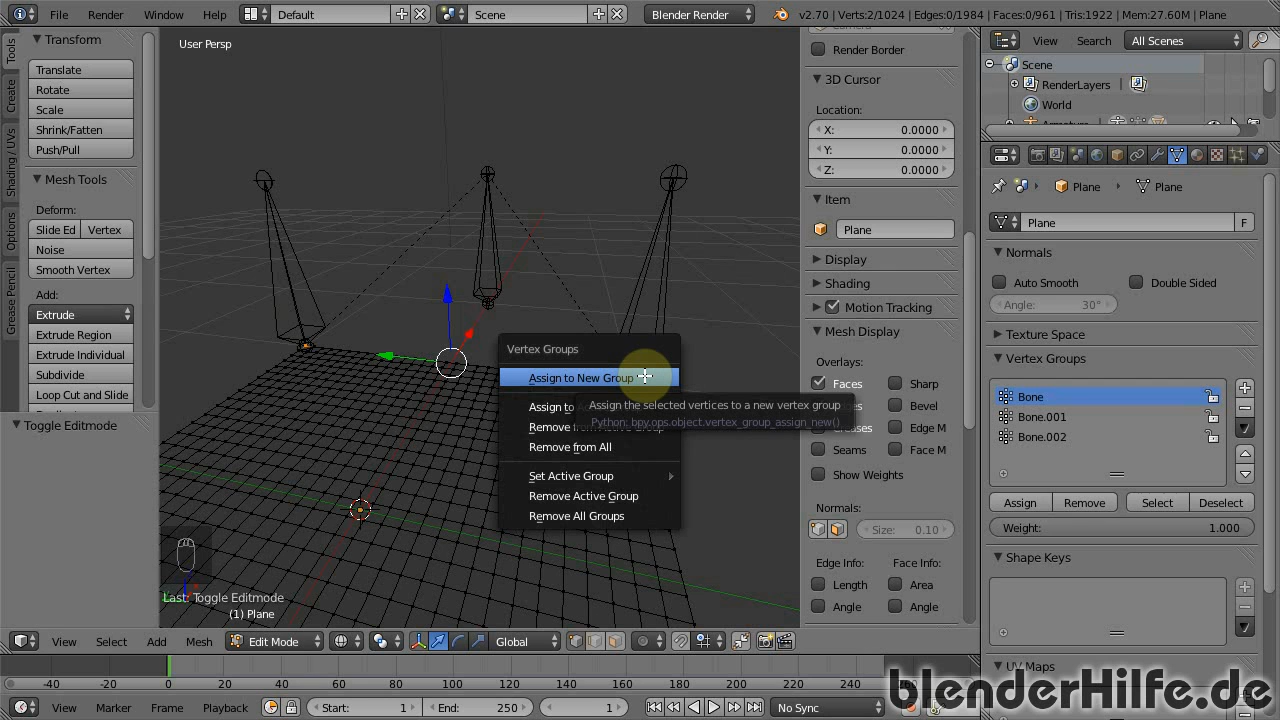 File Render Window Help Default Scene Blender Render v2.70 | Verts:2/1024 | Edges:0/1984 | Faces:0/961 | Tris:1922 | Mem:27.60M | Plane
Tools
Create
Shading / UVs
Options
Grease Pencil
Transform
Translate
Rotate
Scale
Shrink/Fatten
Push/Pull
Mesh Tools
Deform:
Slide Ed Vertex
Noise
Smooth Vertex
Add:
Extrude
Extrude Region
Extrude Individual
Subdivide
Loop Cut and Slide
Toggle Editmode
User Persp
Vertex Groups
Assign to New Group
Assign to
Assign the selected vertices to a new vertex group
Python: bpy.ops.object.vertex_group_assign_new()
Remove from All
Set Active Group
Remove Active Group
Remove All Groups
Last: Toggle Editmode
(1) Plane
View Select Add Mesh Edit Mode Global
Render Border
3D Cursor
Location:
X: 0.0000
Y: 0.0000
Z: 0.0000
Item
Plane
Display
Shading
Motion Tracking
Mesh Display
Overlays:
Faces Sharp
Bevel
Edge M
Seams Face M
Show Weights
Normals:
Size: 0.10
Edge Info: Face Info:
Length Area
Angle Angle
View Search All Scenes
Scene
RenderLayers |
World
Plane Plane
Plane F
Normals
Auto Smooth Double Sided
Angle: 30°
Texture Space
Vertex Groups
Bone
Bone.001
Bone.002
Assign Remove Select Deselect
Weight: 1.000
Shape Keys
UV Maps
-40 -20 0 20 40 60 80 100 120 140 160 180 200 220 240 260
View Marker Frame Playback Start: 1 End: 250 1 No Sync
blenderHilfe.de